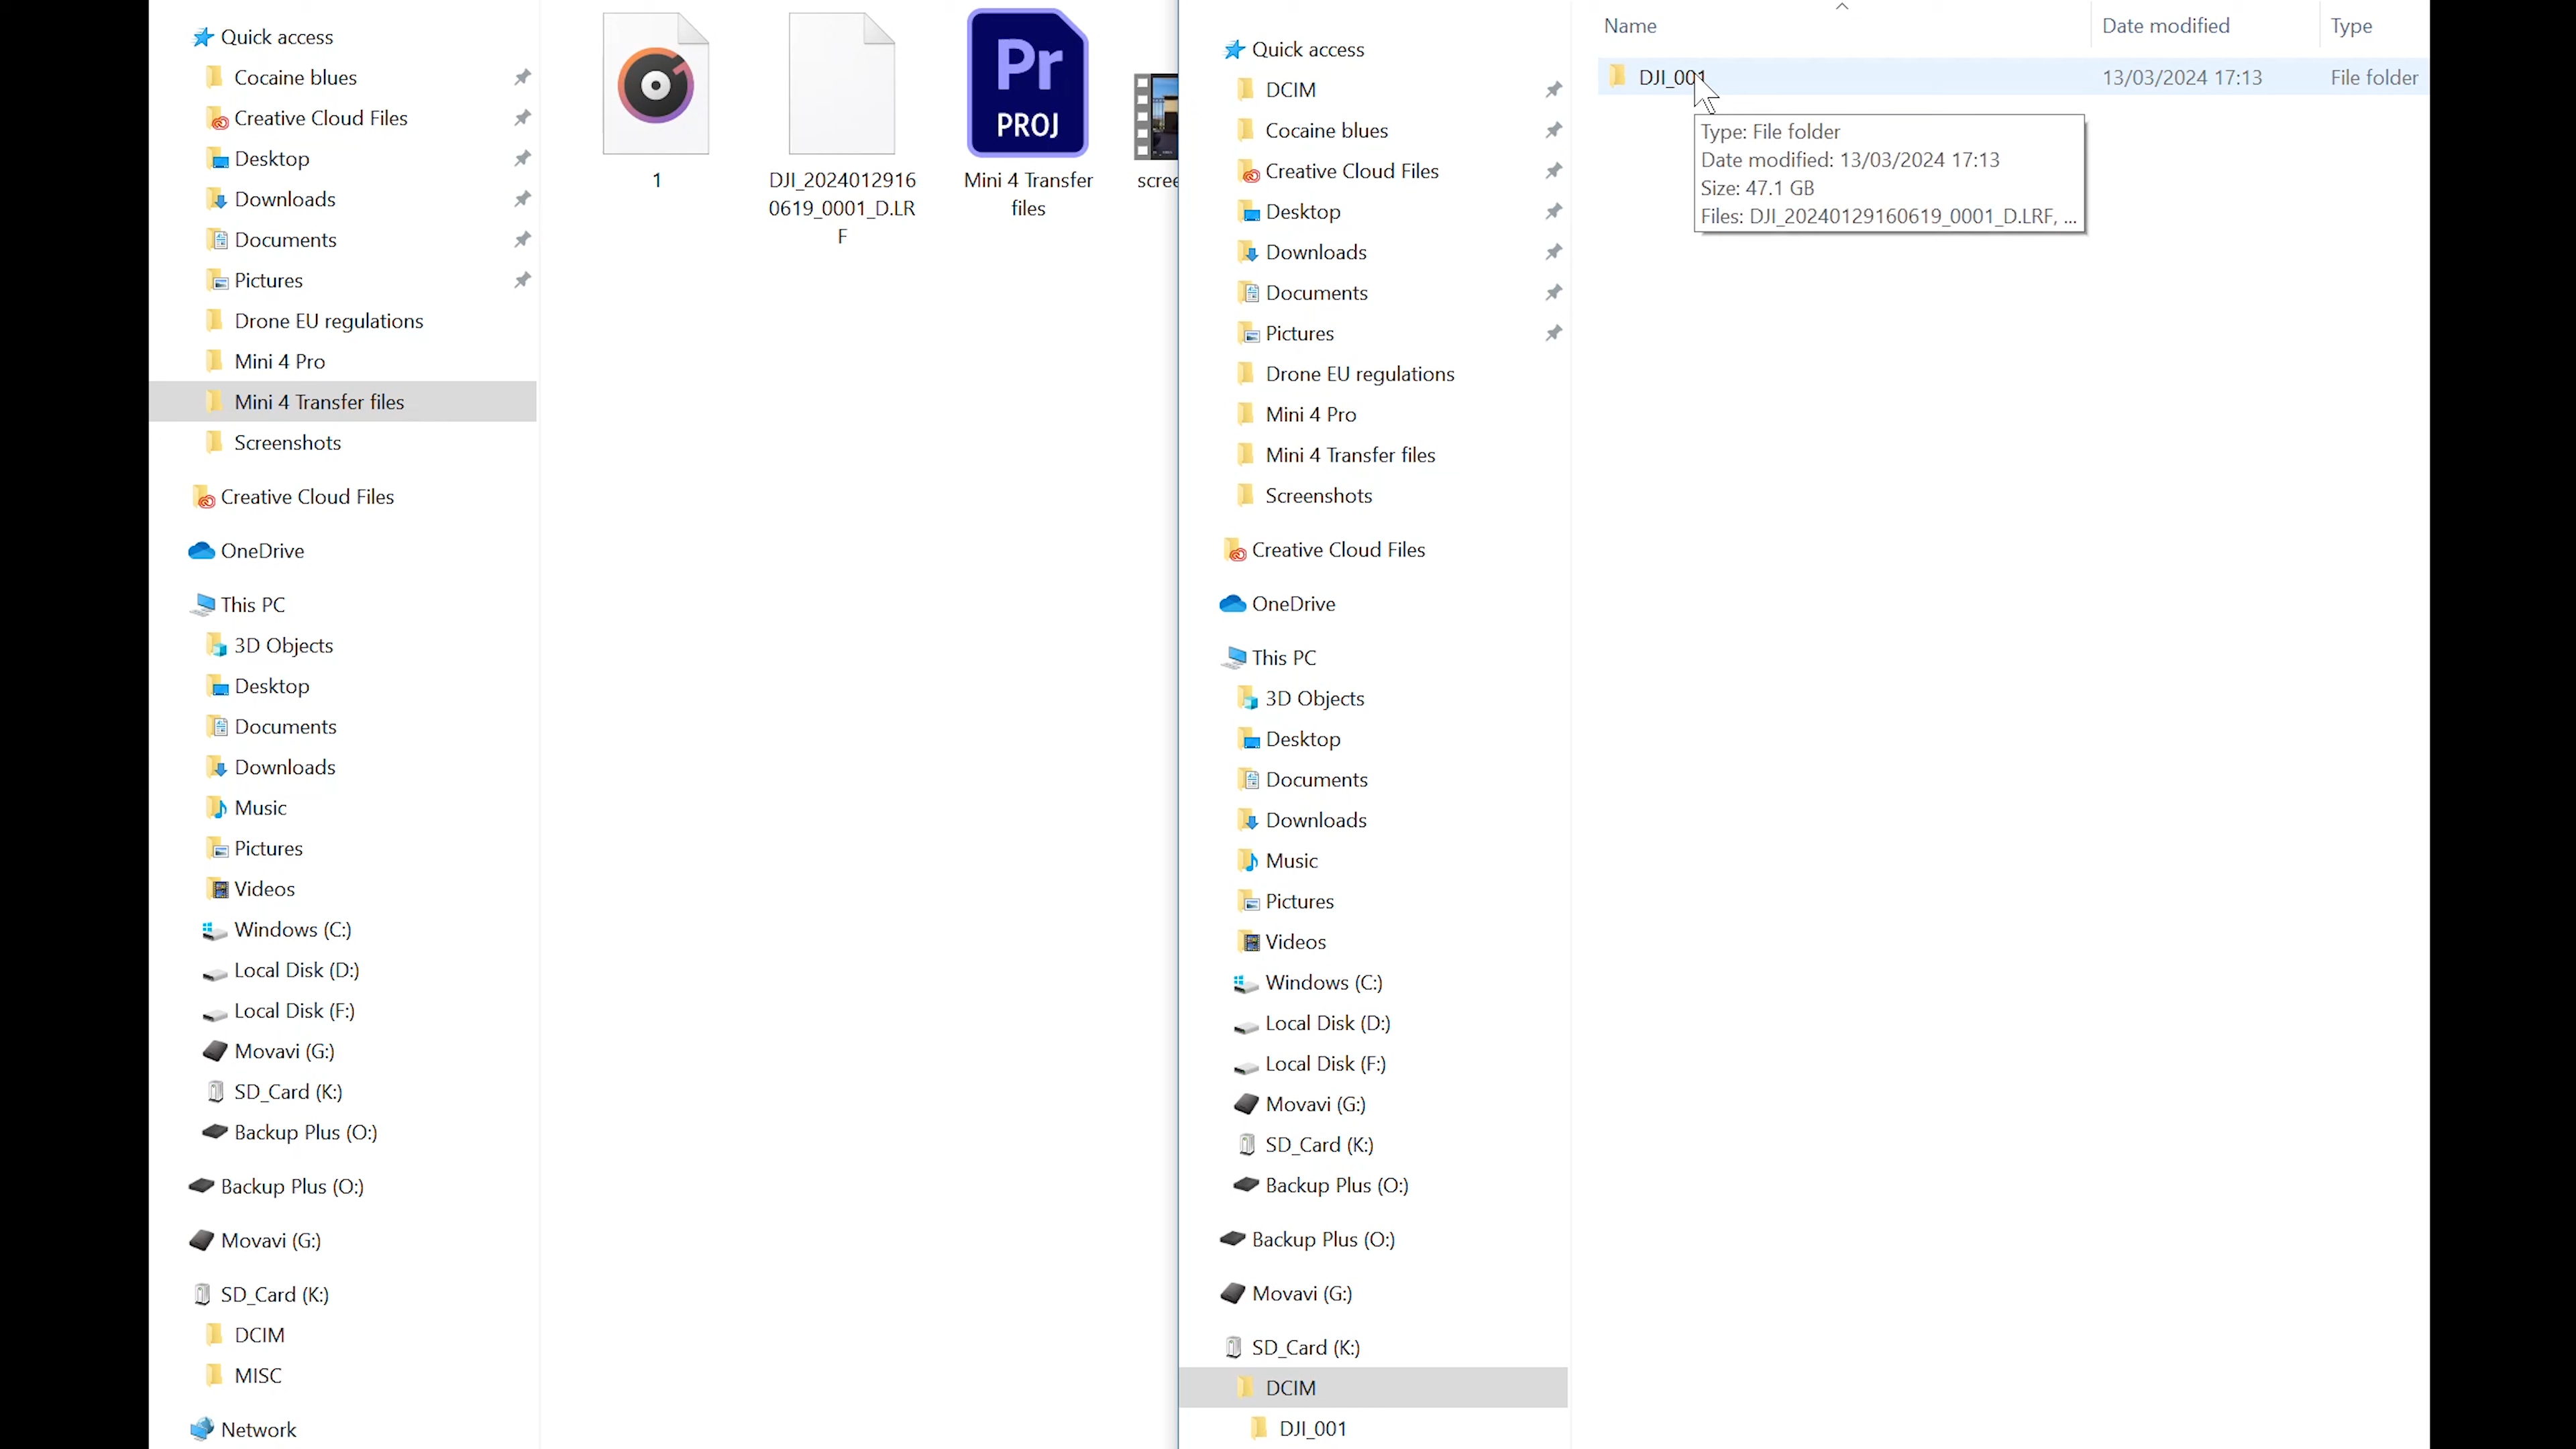 Quick access
Cocaine blues
Creative Cloud Files
Desktop
Downloads
Documents
Pictures
Drone EU regulations
Mini 4 Pro
Mini 4 Transfer files
Screenshots
Creative Cloud Files
OneDrive
This PC
3D Objects
Desktop
Documents
Downloads
Music
Pictures
Videos
Windows (C:)
Local Disk (D:)
Local Disk (F:)
Movavi (G:)
SD_Card (K:)
Backup Plus (O:)
Backup Plus (O:)
Movavi (G:)
SD_Card (K:)
DCIM
MISC
Network
Pr
PROJ
1
DJI_2024012916
0619_0001_D.LR
F
Mini 4 Transfer
files
scree
Quick access
DCIM
Cocaine blues
Creative Cloud Files
Desktop
Downloads
Documents
Pictures
Drone EU regulations
Mini 4 Pro
Mini 4 Transfer files
Screenshots
Creative Cloud Files
OneDrive
This PC
3D Objects
Desktop
Documents
Downloads
Music
Pictures
Videos
Windows (C:)
Local Disk (D:)
Local Disk (F:)
Movavi (G:)
SD_Card (K:)
Backup Plus (O:)
Backup Plus (O:)
Movavi (G:)
SD_Card (K:)
DCIM
DJI_001
Name Date modified Type
DJI_001 13/03/2024 17:13 File folder
Type: File folder
Date modified: 13/03/2024 17:13
Size: 47.1 GB
Files: DJI_20240129160619_0001_D.LRF, ...